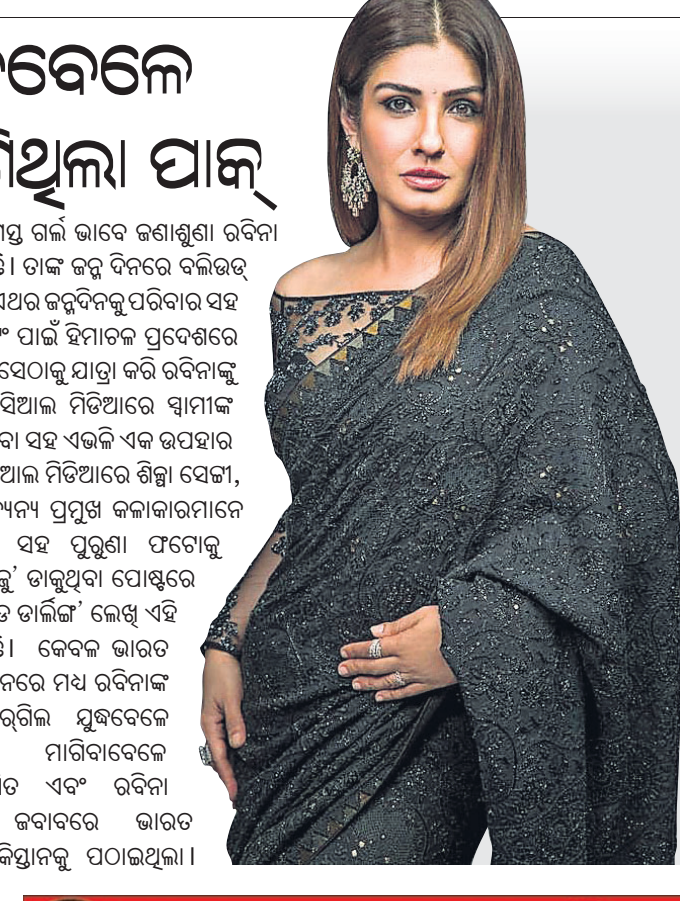 ବେଳେ
ଥିଲା ପାକ୍
ଗର୍ଲ ଭାବେ ଜଣାଶୁଣା ରବିନା
। ତାଙ୍କ ଜନ୍ମ ଦିନରେ ବଲିଉଡ୍
ଏଥର ଜନ୍ମଦିନକୁ ପରିବାର ସହ
ପାଇଁ ହିମାଚଳ ପ୍ରଦେଶରେ
ସେଠାକୁ ଯାତ୍ରା କରି ରବିନାଙ୍କୁ
ସିଆଲ ମିଡିଆରେ ସ୍ୱାମୀଙ୍କ
ବା ସହ ଏଭଳି ଏକ ଉପହାର
ଆଲ ମିଡିଆରେ ଶିଳ୍ପା ସେଟ୍ଟୀ,
ନ୍ୟ ପ୍ରମୁଖ କଳାକାରମାନେ
ସହ ପୁରୁଣା ଫଟୋକୁ
’ ଡାକୁଥିବା ପୋଷ୍ଟରେ
ଡାର୍ଲିଙ୍ଗ’ ଲେଖି ଏହି
। କେବଳ ଭାରତ
ନରେ ମଧ୍ୟ ରବିନାଙ୍କ
ର୍‌ଗିଲ ଯୁଦ୍ଧବେଳେ
ମାଗିବାବେଳେ
ତ ଏବଂ ରବିନା
ଜବାବରେ ଭାରତ
କିସ୍ତାନକୁ ପଠାଇଥିଲା।